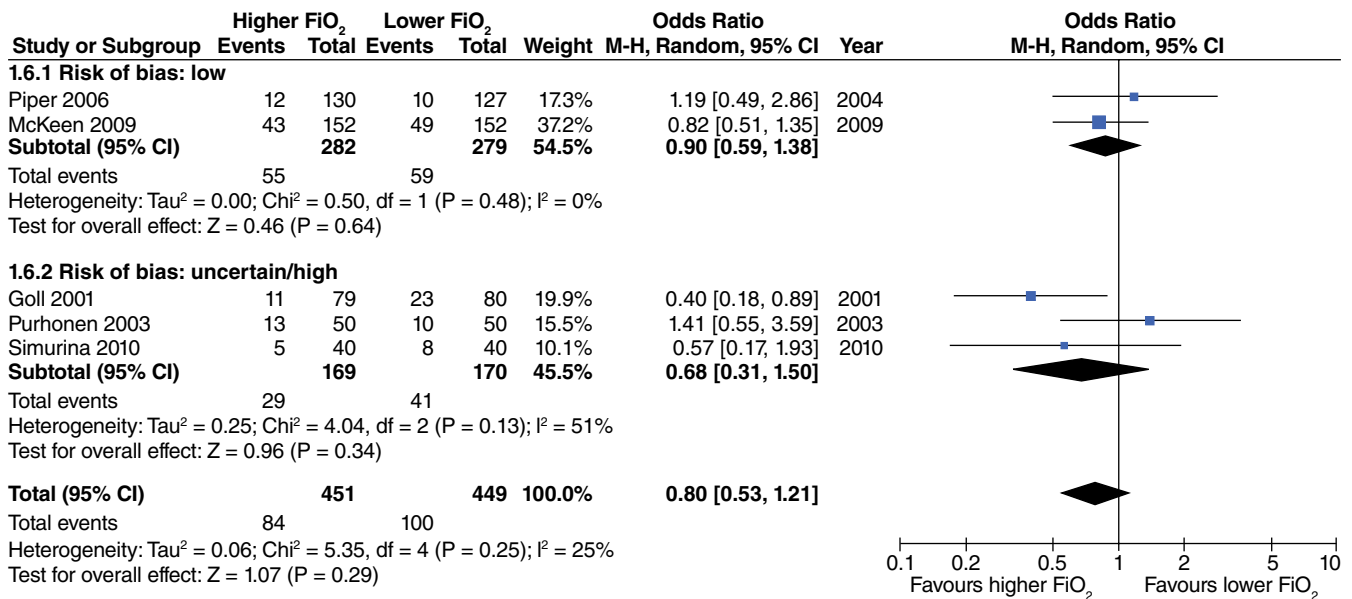 Higher FiO2 Lower FiO2 Odds Ratio Odds Ratio
Study or Subgroup Events Total Events Total Weight M-H, Random, 95% CI Year M-H, Random, 95% CI
1.6.1 Risk of bias: low
Piper 2006 12 130 10 127 17.3% 1.19 [0.49, 2.86] 2004
McKeen 2009 43 152 49 152 37.2% 0.82 [0.51, 1.35] 2009
Subtotal (95% CI) 282 279 54.5% 0.90 [0.59, 1.38]
Total events 55 59
Heterogeneity: Tau² = 0.00; Chi² = 0.50, df = 1 (P = 0.48); I² = 0%
Test for overall effect: Z = 0.46 (P = 0.64)
1.6.2 Risk of bias: uncertain/high
Goll 2001 11 79 23 80 19.9% 0.40 [0.18, 0.89] 2001
Purhonen 2003 13 50 10 50 15.5% 1.41 [0.55, 3.59] 2003
Simurina 2010 5 40 8 40 10.1% 0.57 [0.17, 1.93] 2010
Subtotal (95% CI) 169 170 45.5% 0.68 [0.31, 1.50]
Total events 29 41
Heterogeneity: Tau² = 0.25; Chi² = 4.04, df = 2 (P = 0.13); I² = 51%
Test for overall effect: Z = 0.96 (P = 0.34)
Total (95% CI) 451 449 100.0% 0.80 [0.53, 1.21]
Total events 84 100
Heterogeneity: Tau² = 0.06; Chi² = 5.35, df = 4 (P = 0.25); I² = 25%
Test for overall effect: Z = 1.07 (P = 0.29)
0.1 0.2 0.5 1 2 5 10
Favours higher FiO2 Favours lower FiO2